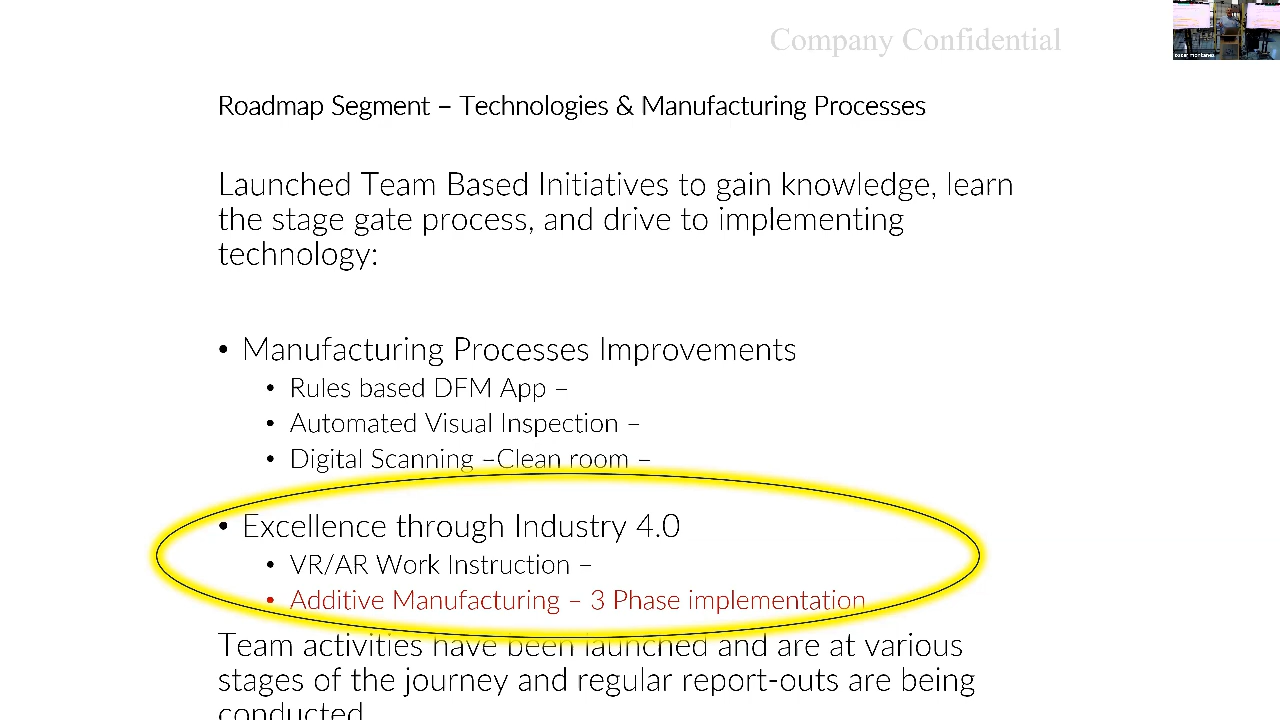 Company Confidential
Roadmap Segment – Technologies & Manufacturing Processes
Launched Team Based Initiatives to gain knowledge, learn
the stage gate process, and drive to implementing
technology:
• Manufacturing Processes Improvements
• Rules based DFM App –
• Automated Visual Inspection –
• Digital Scanning –Clean room –
• Excellence through Industry 4.0
• VR/AR Work Instruction –
• Additive Manufacturing – 3 Phase implementation
Team activities have been launched and are at various
stages of the journey and regular report-outs are being
conducted